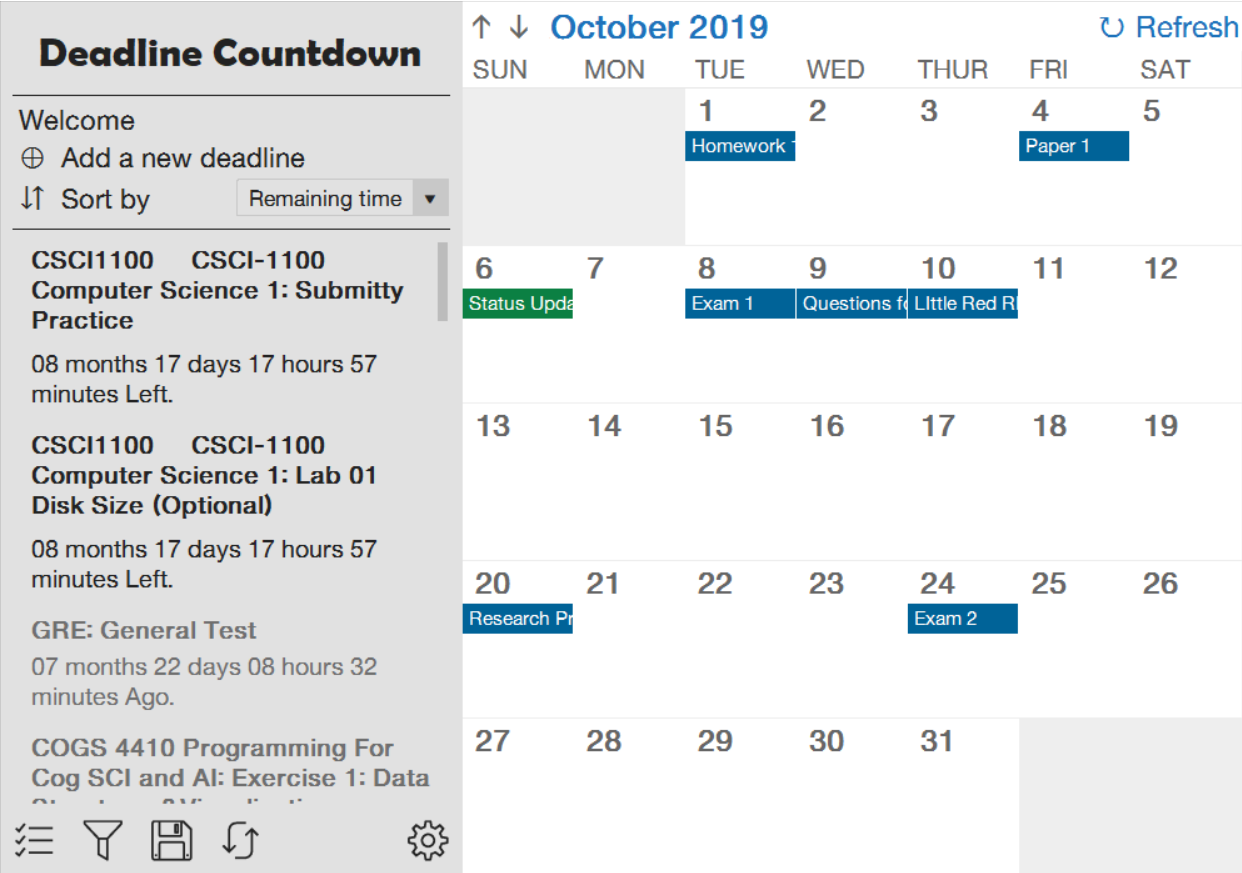 Deadline Countdown
Welcome
Add a new deadline
Sort by Remaining time
CSCI1100 CSCI-1100
Computer Science 1: Submitty
Practice
08 months 17 days 17 hours 57
minutes Left.
CSCI1100 CSCI-1100
Computer Science 1: Lab 01
Disk Size (Optional)
08 months 17 days 17 hours 57
minutes Left.
GRE: General Test
07 months 22 days 08 hours 32
minutes Ago.
COGS 4410 Programming For
Cog SCI and AI: Exercise 1: Data
October 2019 Refresh
SUN MON TUE WED THUR FRI SAT
1 2 3 4 5
Homework Paper 1
6 7 8 9 10 11 12
Status Upda Exam 1 Questions fo LIttle Red RI
13 14 15 16 17 18 19
20 21 22 23 24 25 26
Research Pr Exam 2
27 28 29 30 31